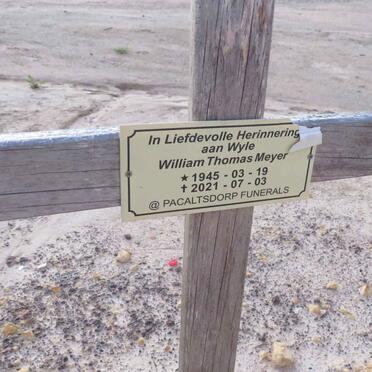 In Liefdevolle Herinnering
aan Wyle
William Thomas Meyer
★ 1945 - 03 - 19
✝ 2021 - 07 - 03
@ PACALTSDORP FUNERALS